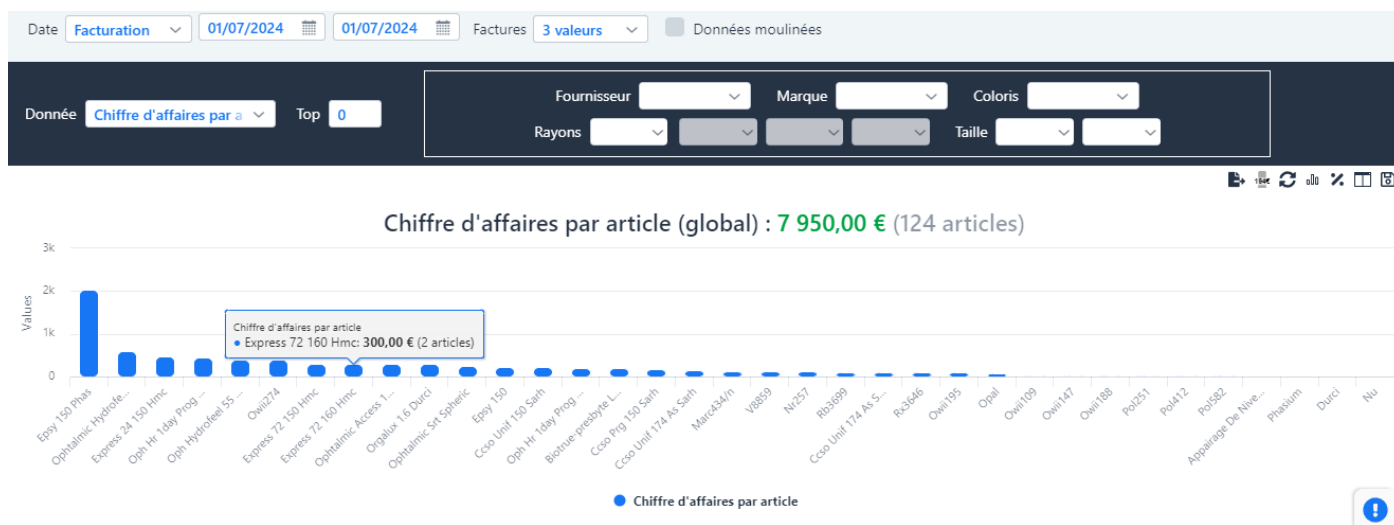 Date Facturation 01/07/2024 01/07/2024 Factures 3 valeurs Données moulinées
Fournisseur Marque Coloris
Donnée Chiffre d'affaires par a Top 0
Rayons Taille
Chiffre d'affaires par article (global) : 7 950,00 € (124 articles)
3k
2k
1k
0
Values
Chiffre d'affaires par article
Express 72 160 Hmc: 300,00 € (2 articles)
Epsy 150 Phas
Ophtalmic Hydrofe...
Express 24 150 Hmc
Oph Hr 1day Prog ...
Oph Hydrofeel 55 ...
Owii274
Express 72 150 Hmc
Express 72 160 Hmc
Ophtalmic Access 1...
Orgalux 1.6 Durci
Ophtalmic Srt Spheric
Epsy 150
Ccso Unif 150 Sarh
Oph Hr 1day Prog ...
Biotrue-presbyte L...
Ccso Prg 150 Sarh
Ccso Unif 174 As Sarh
Marc434/n
V8859
Nr257
Rb3699
Ccso Unif 174 As S...
Rx3646
Owii195
Opal
Owii109
Owii147
Owii188
Pol251
Pol412
Pol582
Appairage De Nive...
Phasium
Durci
Nu
Chiffre d'affaires par article